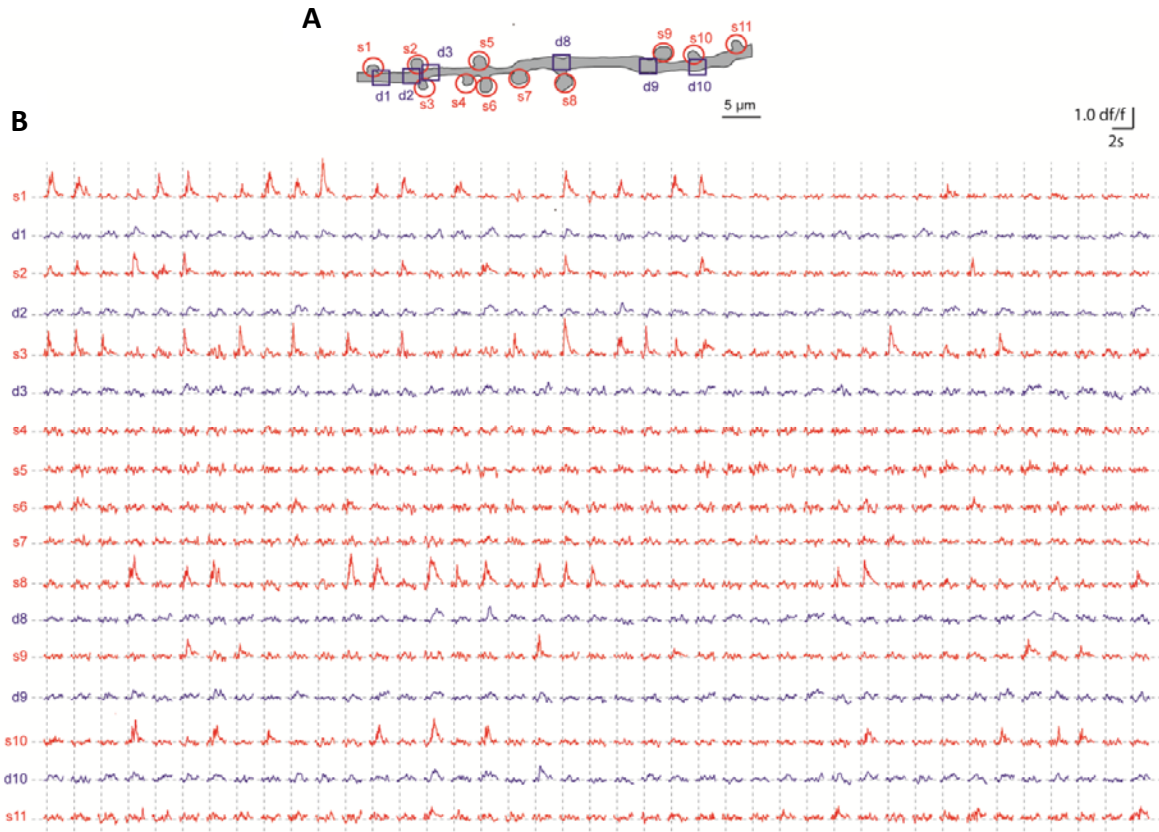 A
s1 s2 d3 s5 d8 s9 s10 s11
d1 d2 s3 s4 s6 s7 s8 d9 d10
5 µm
B
1.0 df/f
2s
s1
d1
s2
d2
s3
d3
s4
s5
s6
s7
s8
d8
s9
d9
s10
d10
s11